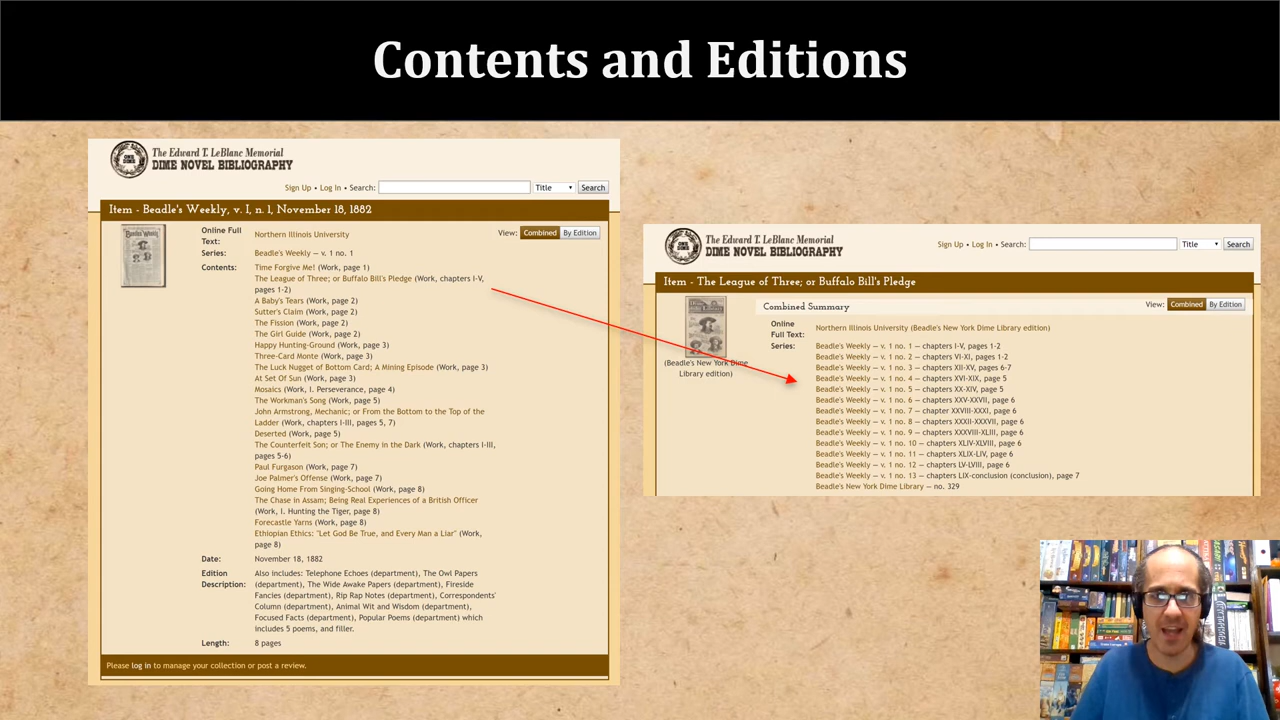 Contents and Editions
The Edward T. LeBlanc Memorial
DIME NOVEL BIBLIOGRAPHY
Sign Up • Log In • Search: Title Search
Item - Beadle's Weekly, v. I, n. 1, November 18, 1882
View: Combined By Edition
Online Full Text: Northern Illinois University
Series: Beadle's Weekly — v. 1 no. 1
Contents: Time Forgive Me! (Work, page 1)
The League of Three; or Buffalo Bill's Pledge (Work, chapters I-V,
pages 1-2)
A Baby's Tears (Work, page 2)
Sutter's Claim (Work, page 2)
The Fission (Work, page 2)
The Girl Guide (Work, page 2)
Happy Hunting-Ground (Work, page 3)
Three-Card Monte (Work, page 3)
The Luck Nugget of Bottom Card; A Mining Episode (Work, page 3)
At Set Of Sun (Work, page 3)
Mosaics (Work, I. Perseverance, page 4)
The Workman's Song (Work, page 5)
John Armstrong, Mechanic; or From the Bottom to the Top of the
Ladder (Work, chapters I-III, pages 5, 7)
Deserted (Work, page 5)
The Counterfeit Son; or The Enemy in the Dark (Work, chapters I-III,
pages 5-6)
Paul Furgason (Work, page 7)
Joe Palmer's Offense (Work, page 7)
Going Home From Singing-School (Work, page 8)
The Chase in Assam; Being Real Experiences of a British Officer
(Work, I. Hunting the Tiger, page 8)
Forecastle Yarns (Work, page 8)
Ethiopian Ethics: "Let God Be True, and Every Man a Liar" (Work,
page 8)
Date: November 18, 1882
Edition Description: Also includes: Telephone Echoes (department), The Owl Papers
(department), The Wide Awake Papers (department), Fireside
Fancies (department), Rip Rap Notes (department), Correspondents'
Column (department), Animal Wit and Wisdom (department),
Focused Facts (department), Popular Poems (department) which
includes 5 poems, and filler.
Length: 8 pages
Please log in to manage your collection or post a review.
The Edward T. LeBlanc Memorial
DIME NOVEL BIBLIOGRAPHY
Sign Up • Log In • Search: Title Search
Item - The League of Three; or Buffalo Bill's Pledge
Combined Summary
View: Combined By Edition
(Beadle's New York Dime
Library edition)
Online Full Text: Northern Illinois University (Beadle's New York Dime Library edition)
Series: Beadle's Weekly — v. 1 no. 1 — chapters I-V, pages 1-2
Beadle's Weekly — v. 1 no. 2 — chapters VI-XI, pages 1-2
Beadle's Weekly — v. 1 no. 3 — chapters XII-XV, pages 6-7
Beadle's Weekly — v. 1 no. 4 — chapters XVI-XIX, page 5
Beadle's Weekly — v. 1 no. 5 — chapters XX-XIV, page 5
Beadle's Weekly — v. 1 no. 6 — chapters XXV-XXVII, page 6
Beadle's Weekly — v. 1 no. 7 — chapter XXVIII-XXXI, page 6
Beadle's Weekly — v. 1 no. 8 — chapters XXXII-XXXVII, page 6
Beadle's Weekly — v. 1 no. 9 — chapters XXXVIII-XLIII, page 6
Beadle's Weekly — v. 1 no. 10 — chapters XLIV-XLVIII, page 6
Beadle's Weekly — v. 1 no. 11 — chapters XLIX-LIV, page 6
Beadle's Weekly — v. 1 no. 12 — chapters LV-LVIII, page 6
Beadle's Weekly — v. 1 no. 13 — chapters LIX-conclusion (conclusion), page 7
Beadle's New York Dime Library — no. 329